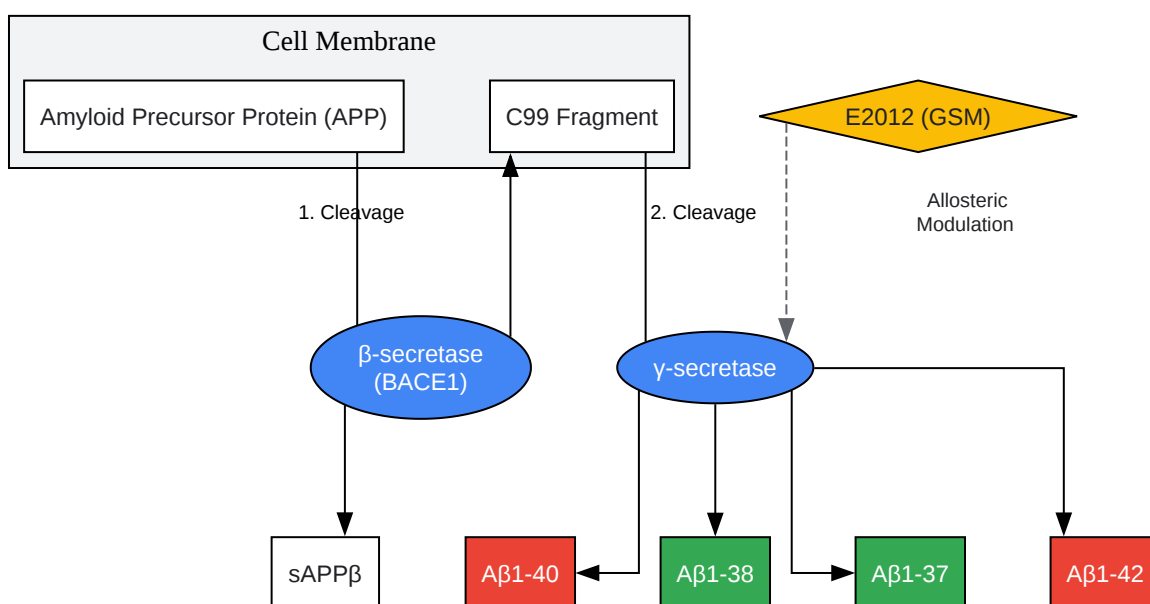 Cell Membrane
Amyloid Precursor Protein (APP)
C99 Fragment
E2012 (GSM)
1. Cleavage
2. Cleavage
Allosteric
Modulation
β-secretase
(BACE1)
γ-secretase
sAPPβ
Aβ1-40
Aβ1-38
Aβ1-37
Aβ1-42